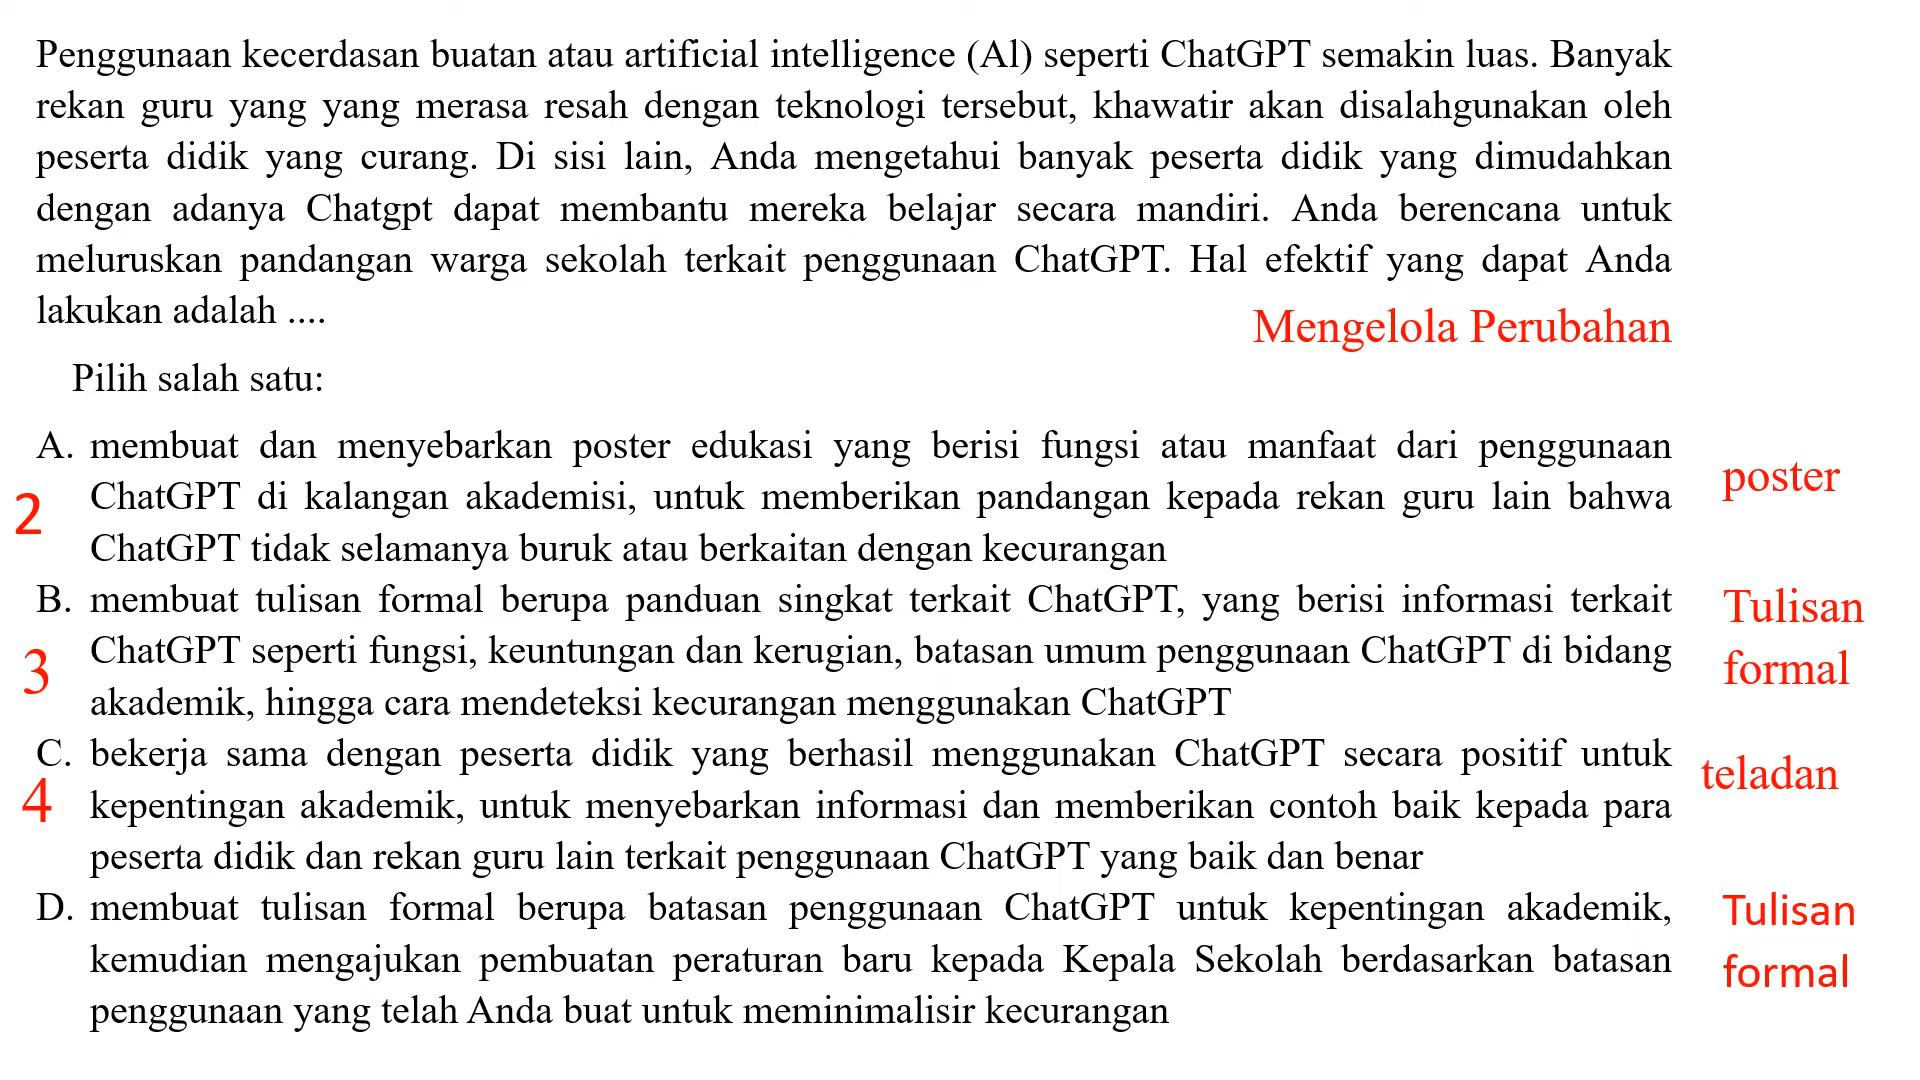 Penggunaan kecerdasan buatan atau artificial intelligence (Al) seperti ChatGPT semakin luas. Banyak
rekan guru yang yang merasa resah dengan teknologi tersebut, khawatir akan disalahgunakan oleh
peserta didik yang curang. Di sisi lain, Anda mengetahui banyak peserta didik yang dimudahkan
dengan adanya Chatgpt dapat membantu mereka belajar secara mandiri. Anda berencana untuk
meluruskan pandangan warga sekolah terkait penggunaan ChatGPT. Hal efektif yang dapat Anda
lakukan adalah ....
Mengelola Perubahan
Pilih salah satu:
A. membuat dan menyebarkan poster edukasi yang berisi fungsi atau manfaat dari penggunaan
ChatGPT di kalangan akademisi, untuk memberikan pandangan kepada rekan guru lain bahwa
ChatGPT tidak selamanya buruk atau berkaitan dengan kecurangan
2
poster
B. membuat tulisan formal berupa panduan singkat terkait ChatGPT, yang berisi informasi terkait
ChatGPT seperti fungsi, keuntungan dan kerugian, batasan umum penggunaan ChatGPT di bidang
akademik, hingga cara mendeteksi kecurangan menggunakan ChatGPT
3
Tulisan
formal
C. bekerja sama dengan peserta didik yang berhasil menggunakan ChatGPT secara positif untuk
kepentingan akademik, untuk menyebarkan informasi dan memberikan contoh baik kepada para
peserta didik dan rekan guru lain terkait penggunaan ChatGPT yang baik dan benar
4
teladan
D. membuat tulisan formal berupa batasan penggunaan ChatGPT untuk kepentingan akademik,
kemudian mengajukan pembuatan peraturan baru kepada Kepala Sekolah berdasarkan batasan
penggunaan yang telah Anda buat untuk meminimalisir kecurangan
Tulisan
formal